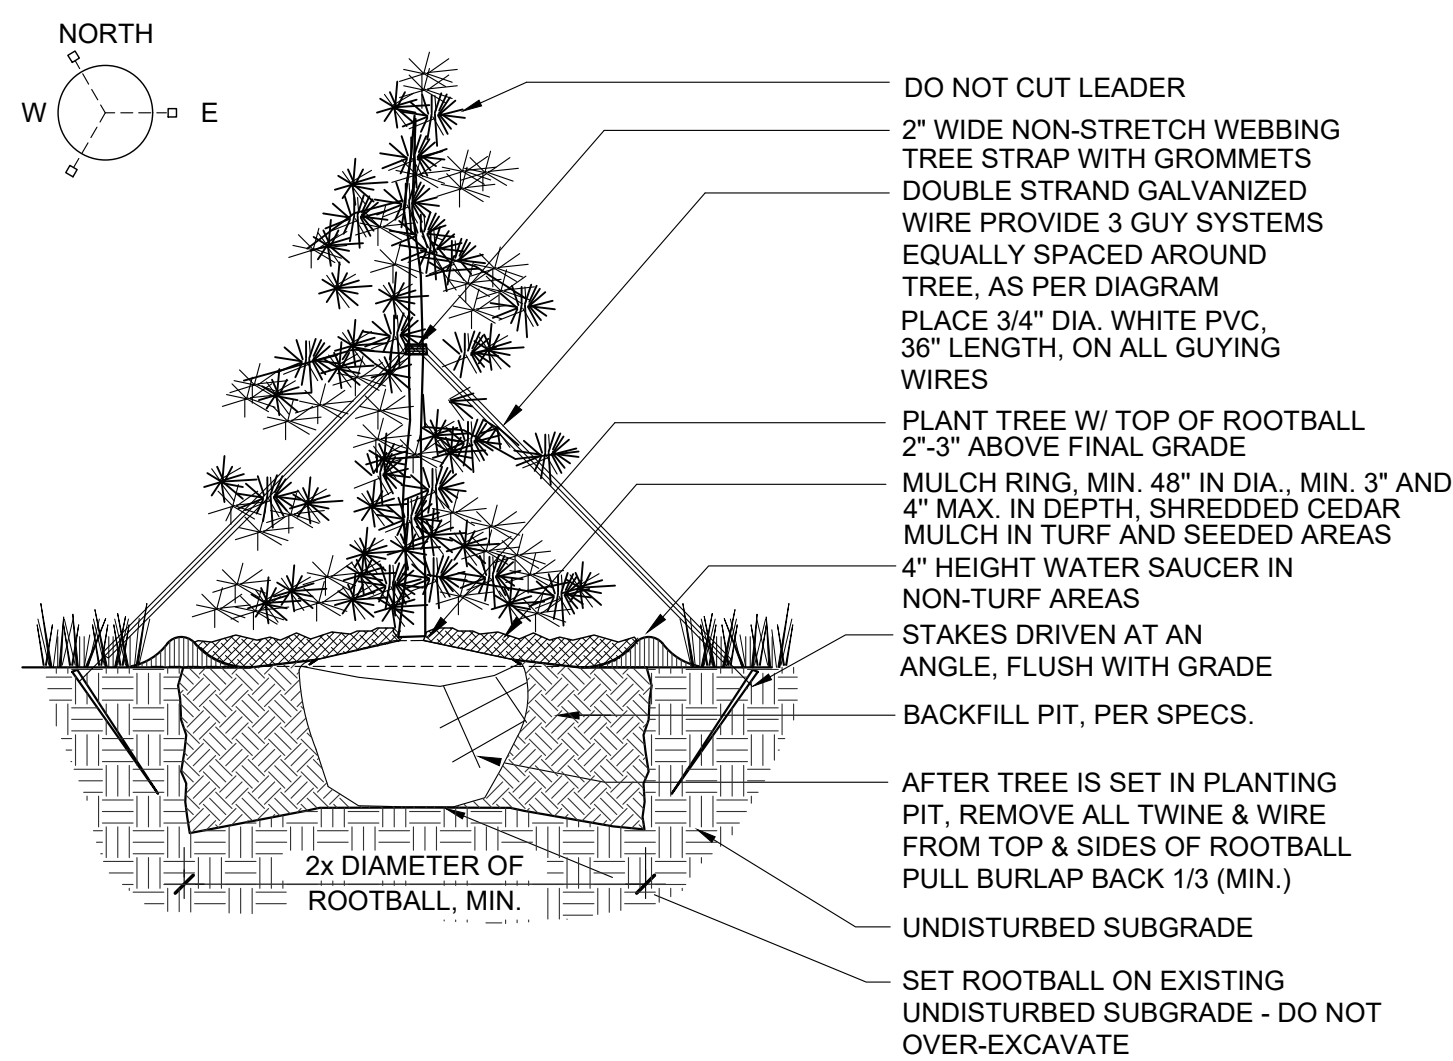 NORTH
W
E
DO NOT CUT LEADER
2" WIDE NON-STRETCH WEBBING
TREE STRAP WITH GROMMETS
DOUBLE STRAND GALVANIZED
WIRE PROVIDE 3 GUY SYSTEMS
EQUALLY SPACED AROUND
TREE, AS PER DIAGRAM
PLACE 3/4" DIA. WHITE PVC,
36" LENGTH, ON ALL GUYING
WIRES
PLANT TREE W/ TOP OF ROOTBALL
2"-3" ABOVE FINAL GRADE
MULCH RING, MIN. 48" IN DIA., MIN. 3" AND
4" MAX. IN DEPTH, SHREDDED CEDAR
MULCH IN TURF AND SEEDED AREAS
4" HEIGHT WATER SAUCER IN
NON-TURF AREAS
STAKES DRIVEN AT AN
ANGLE, FLUSH WITH GRADE
BACKFILL PIT, PER SPECS.
AFTER TREE IS SET IN PLANTING
PIT, REMOVE ALL TWINE & WIRE
FROM TOP & SIDES OF ROOTBALL
PULL BURLAP BACK 1/3 (MIN.)
UNDISTURBED SUBGRADE
SET ROOTBALL ON EXISTING
UNDISTURBED SUBGRADE - DO NOT
OVER-EXCAVATE
2x DIAMETER OF
ROOTBALL, MIN.